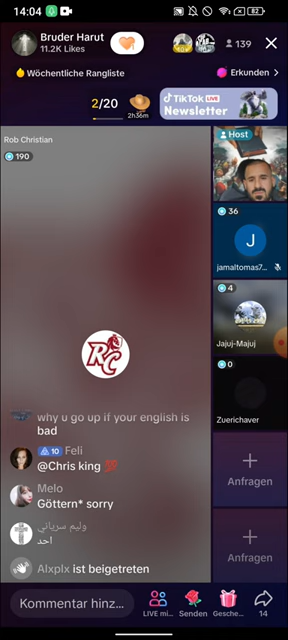 14:04
82
Bruder Harut
11.2K Likes
139
Wöchentliche Rangliste
Erkunden >
2/20
2h36m
TikTok LIVE
Newsletter
Rob Christian
190
Host
36
J
jamaltomas7...
4
Jajuj-Majuj
0
Zuerichaver
RC
why u go up if your english is
bad
10 Feli
@Chris king 💯
Melo
Göttern* sorry
وليم سرياني
احد
Alxplx ist beigetreten
Anfragen
Anfragen
Kommentar hinz...
LIVE mi...
Senden
Gesche...
14